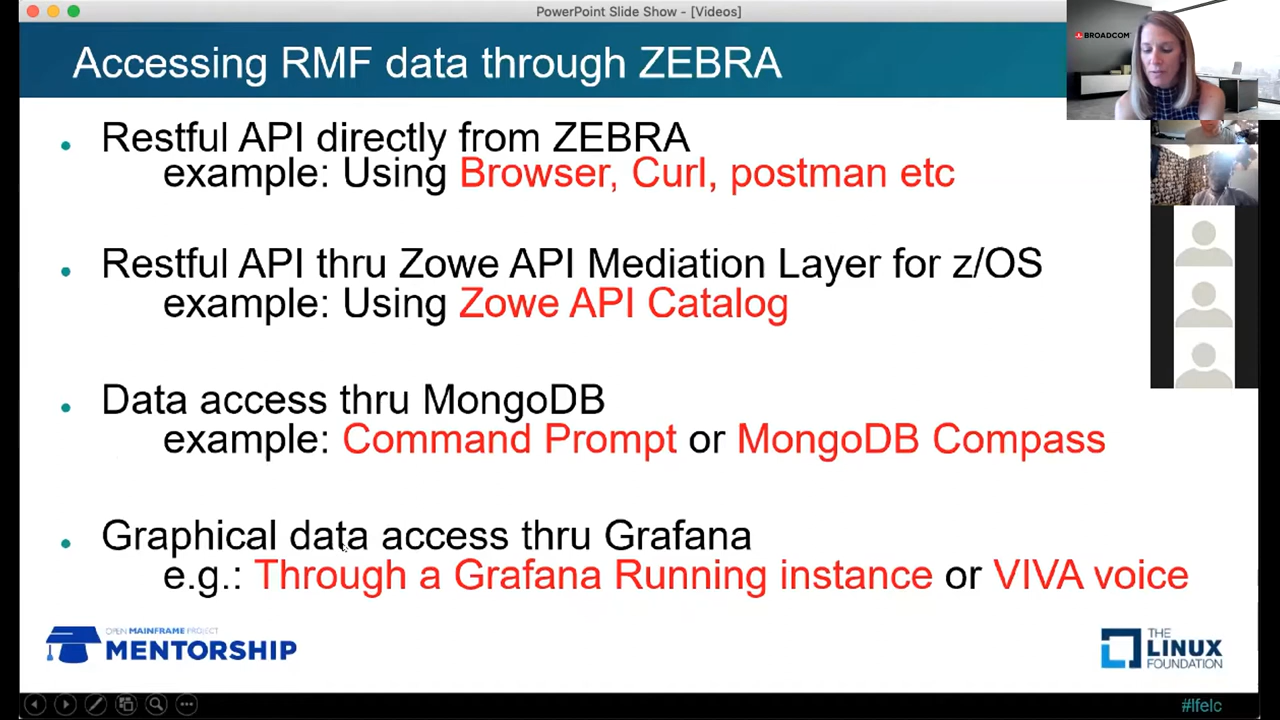 PowerPoint Slide Show - [Videos]
Accessing RMF data through ZEBRA
BROADCOM
• Restful API directly from ZEBRA
example: Using Browser, Curl, postman etc
• Restful API thru Zowe API Mediation Layer for z/OS
example: Using Zowe API Catalog
• Data access thru MongoDB
example: Command Prompt or MongoDB Compass
• Graphical data access thru Grafana
e.g.: Through a Grafana Running instance or VIVA voice
OPEN MAINFRAME PROJECT
MENTORSHIP
THE
LINUX
FOUNDATION
#lfelc